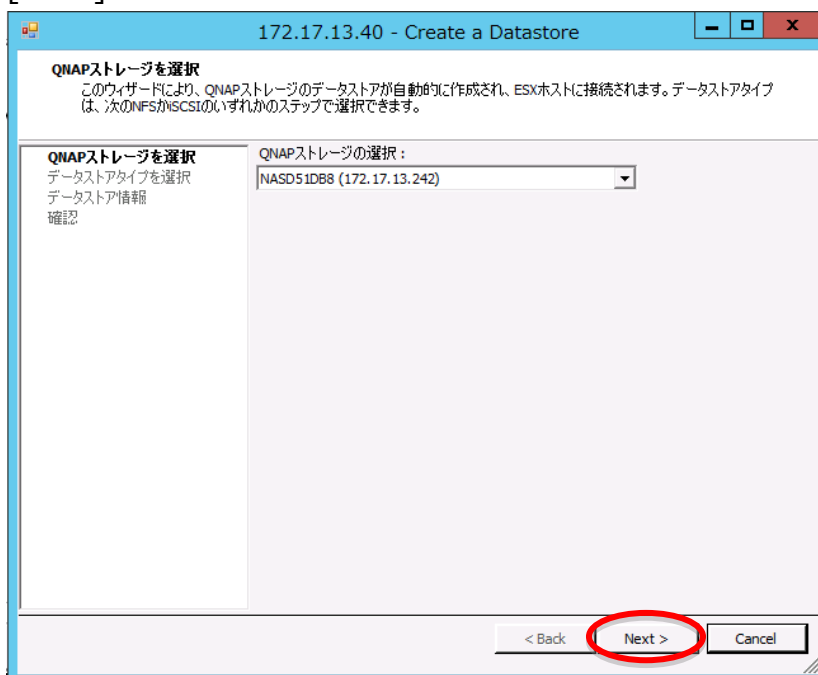 172.17.13.40 - Create a Datastore
QNAPストレージを選択
このウィザードにより、QNAPストレージのデータストアが自動的に作成され、ESXホストに接続されます。データストアタイプ
は、次のNFSかiSCSIのいずれかのステップで選択できます。
QNAPストレージを選択
データストアタイプを選択
データストア情報
確認
QNAPストレージの選択：
NASD51DB8 (172.17.13.242)
< Back
Next >
Cancel